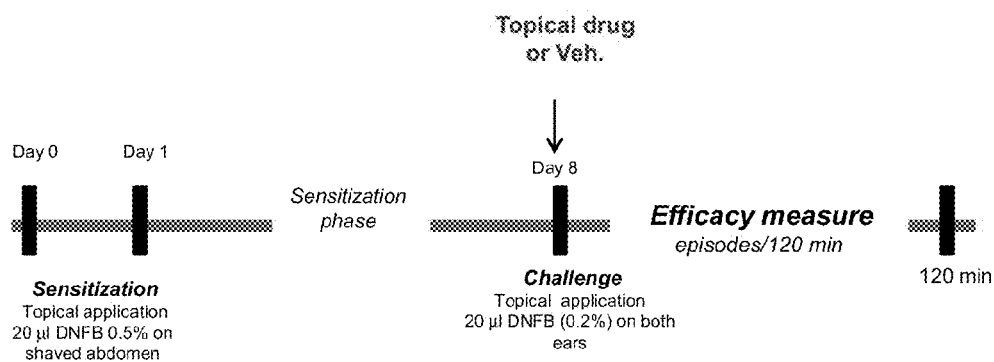 Topical drug
or Veh.
Day 0
Day 1
Day 8
Sensitization
phase
Efficacy measure
episodes/120 min
120 min
Sensitization
Topical application
20 µl DNFB 0.5% on
shaved abdomen
Challenge
Topical application
20 µl DNFB (0.2%) on both
ears